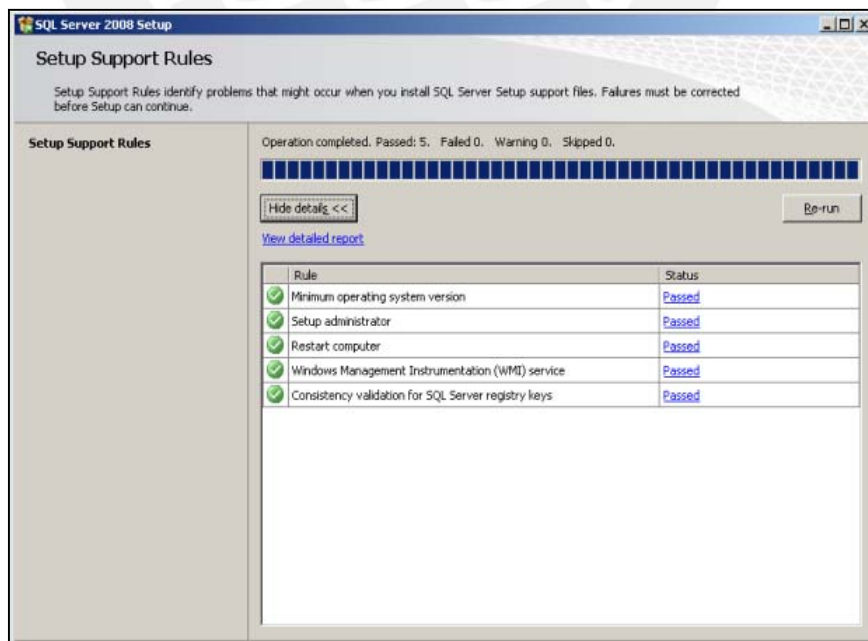 SQL Server 2008 Setup
Setup Support Rules
Setup Support Rules identify problems that might occur when you install SQL Server Setup support files. Failures must be corrected
before Setup can continue.
Setup Support Rules
Operation completed. Passed: 5. Failed 0. Warning 0. Skipped 0.
Hide details <<
Re-run
View detailed report
Rule Status
Minimum operating system version Passed
Setup administrator Passed
Restart computer Passed
Windows Management Instrumentation (WMI) service Passed
Consistency validation for SQL Server registry keys Passed